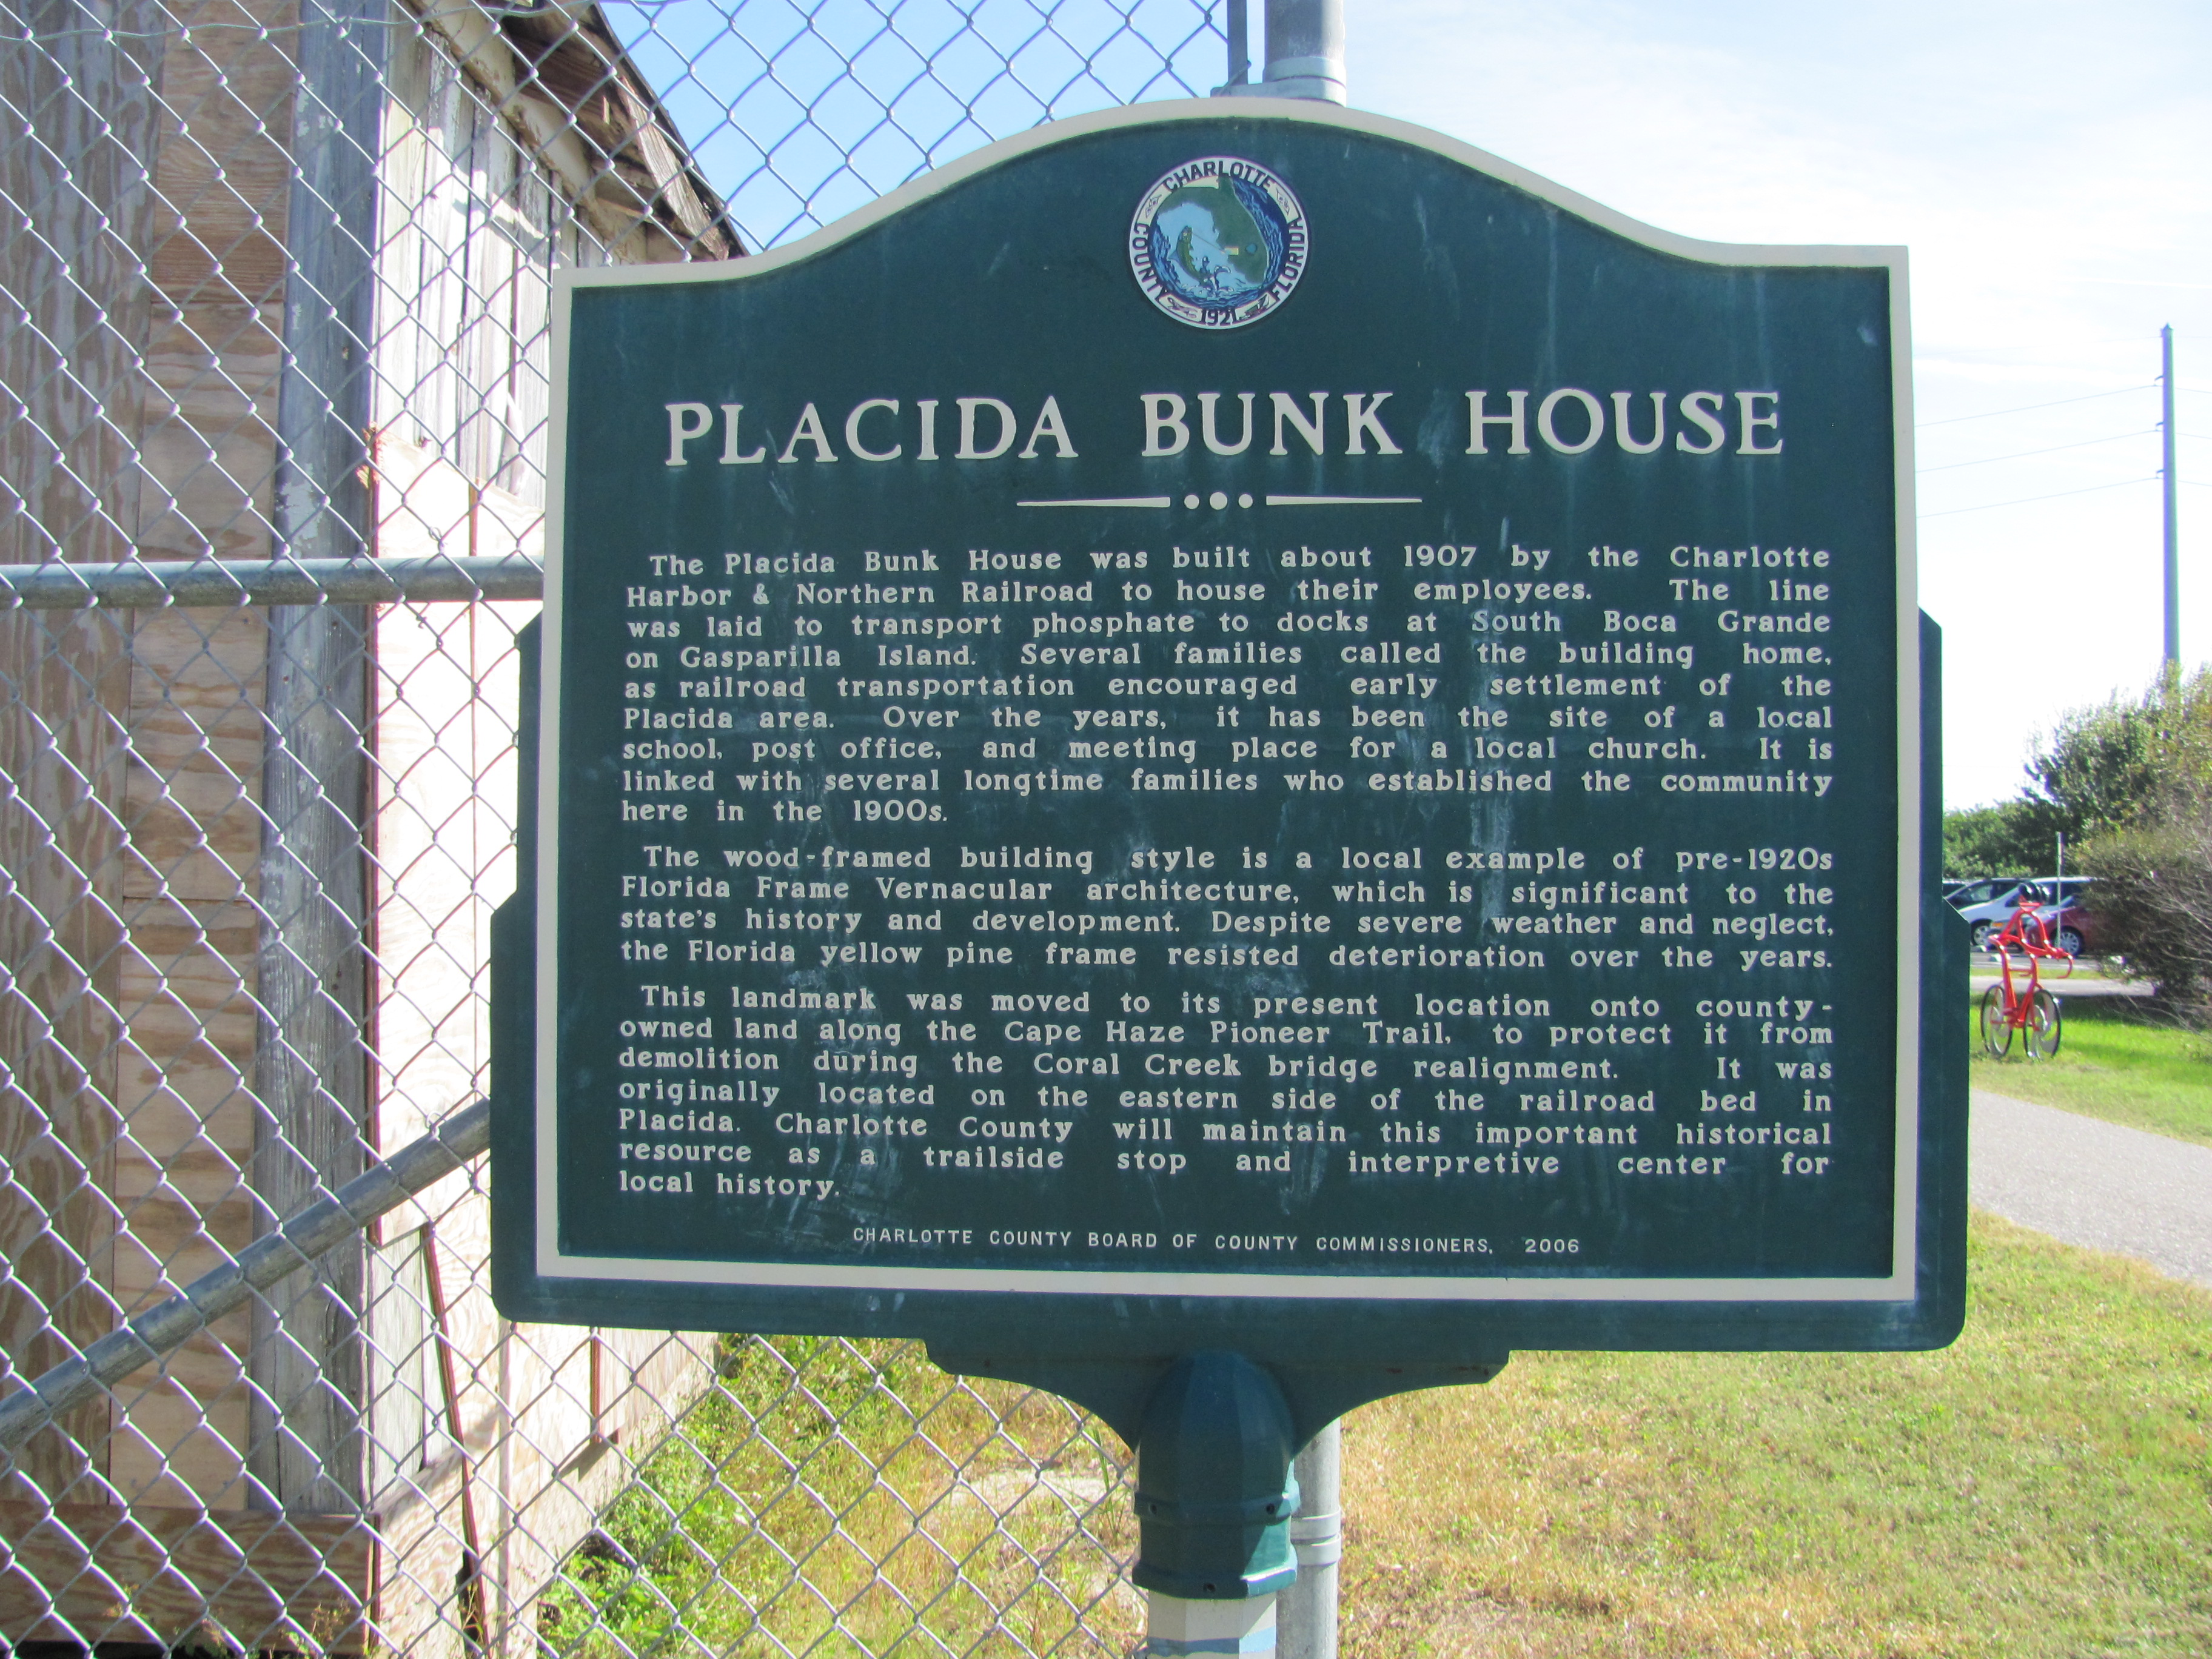 CHARLOTTE
COUNTY FLORIDA
1921
PLACIDA BUNK HOUSE
The Placida Bunk House was built about 1907 by the Charlotte
Harbor & Northern Railroad to house their employees. The line
was laid to transport phosphate to docks at South Boca Grande
on Gasparilla Island. Several families called the building home,
as railroad transportation encouraged early settlement of the
Placida area. Over the years, it has been the site of a local
school, post office, and meeting place for a local church. It is
linked with several longtime families who established the community
here in the 1900s.
The wood-framed building style is a local example of pre-1920s
Florida Frame Vernacular architecture, which is significant to the
state's history and development. Despite severe weather and neglect,
the Florida yellow pine frame resisted deterioration over the years.
This landmark was moved to its present location onto county-
owned land along the Cape Haze Pioneer Trail, to protect it from
demolition during the Coral Creek bridge realignment. It was
originally located on the eastern side of the railroad bed in
Placida. Charlotte County will maintain this important historical
resource as a trailside stop and interpretive center for
local history.
CHARLOTTE COUNTY BOARD OF COUNTY COMMISSIONERS, 2006